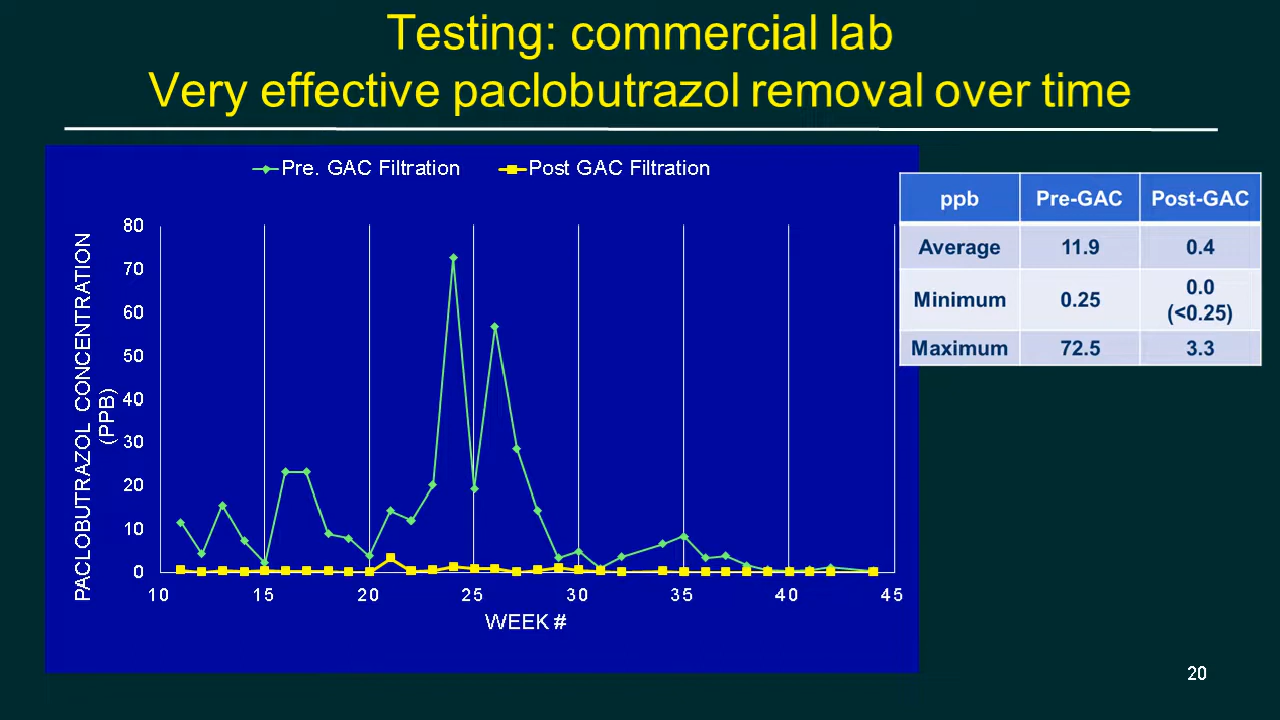 Testing: commercial lab
Very effective paclobutrazol removal over time
Pre. GAC Filtration Post GAC Filtration
PACLOBUTRAZOL CONCENTRATION
(PPB)
80
70
60
50
40
30
20
10
0
10 15 20 25 30 35 40 45
WEEK #
ppb Pre-GAC Post-GAC
Average 11.9 0.4
Minimum 0.25 0.0
(<0.25)
Maximum 72.5 3.3
20